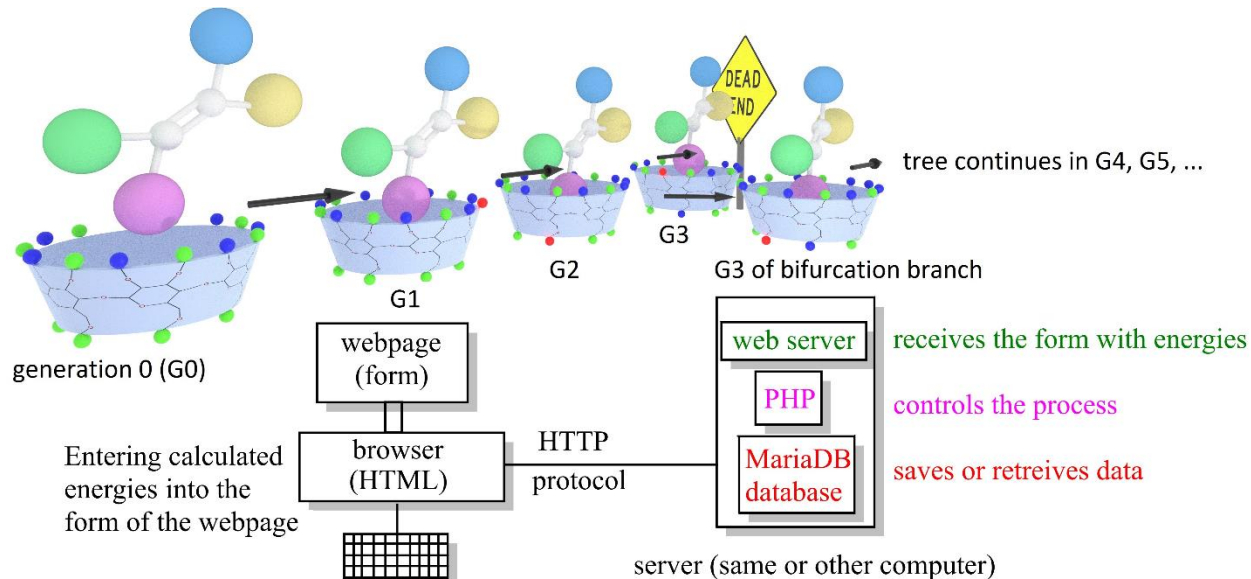 DEAD
END
tree continues in G4, G5, ...
G1
G2
G3
G3 of bifurcation branch
generation 0 (G0)
webpage
(form)
browser
(HTML)
Entering calculated
energies into the
form of the webpage
HTTP
protocol
web server
receives the form with energies
PHP
controls the process
MariaDB
database
saves or retreives data
server (same or other computer)